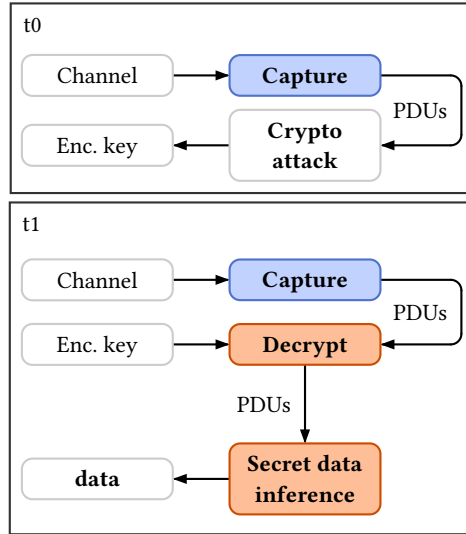 t0
Channel
Capture
PDUs
Enc. key
Crypto
attack
t1
Channel
Capture
PDUs
Enc. key
Decrypt
PDUs
data
Secret data
inference